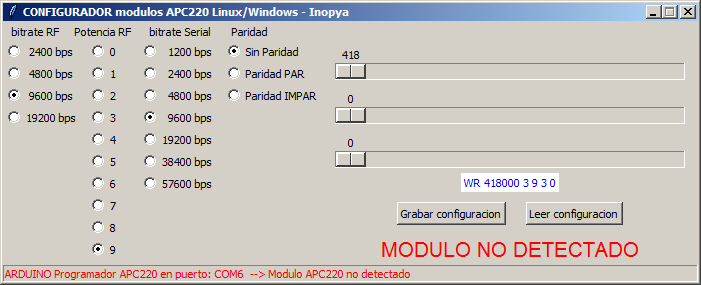 CONFIGURADOR modulos APC220 Linux/Windows - Inopya
bitrate RF Potencia RF bitrate Serial Paridad
2400 bps 0 1200 bps Sin Paridad
4800 bps 1 2400 bps Paridad PAR
9600 bps 2 4800 bps Paridad IMPAR
19200 bps 3 9600 bps
4 19200 bps
5 38400 bps
6 57600 bps
7
8
9
418
0
0
WR 418000 3 9 3 0
Grabar configuracion Leer configuracion
MODULO NO DETECTADO
ARDUINO Programador APC220 en puerto: COM6 --> Modulo APC220 no detectado